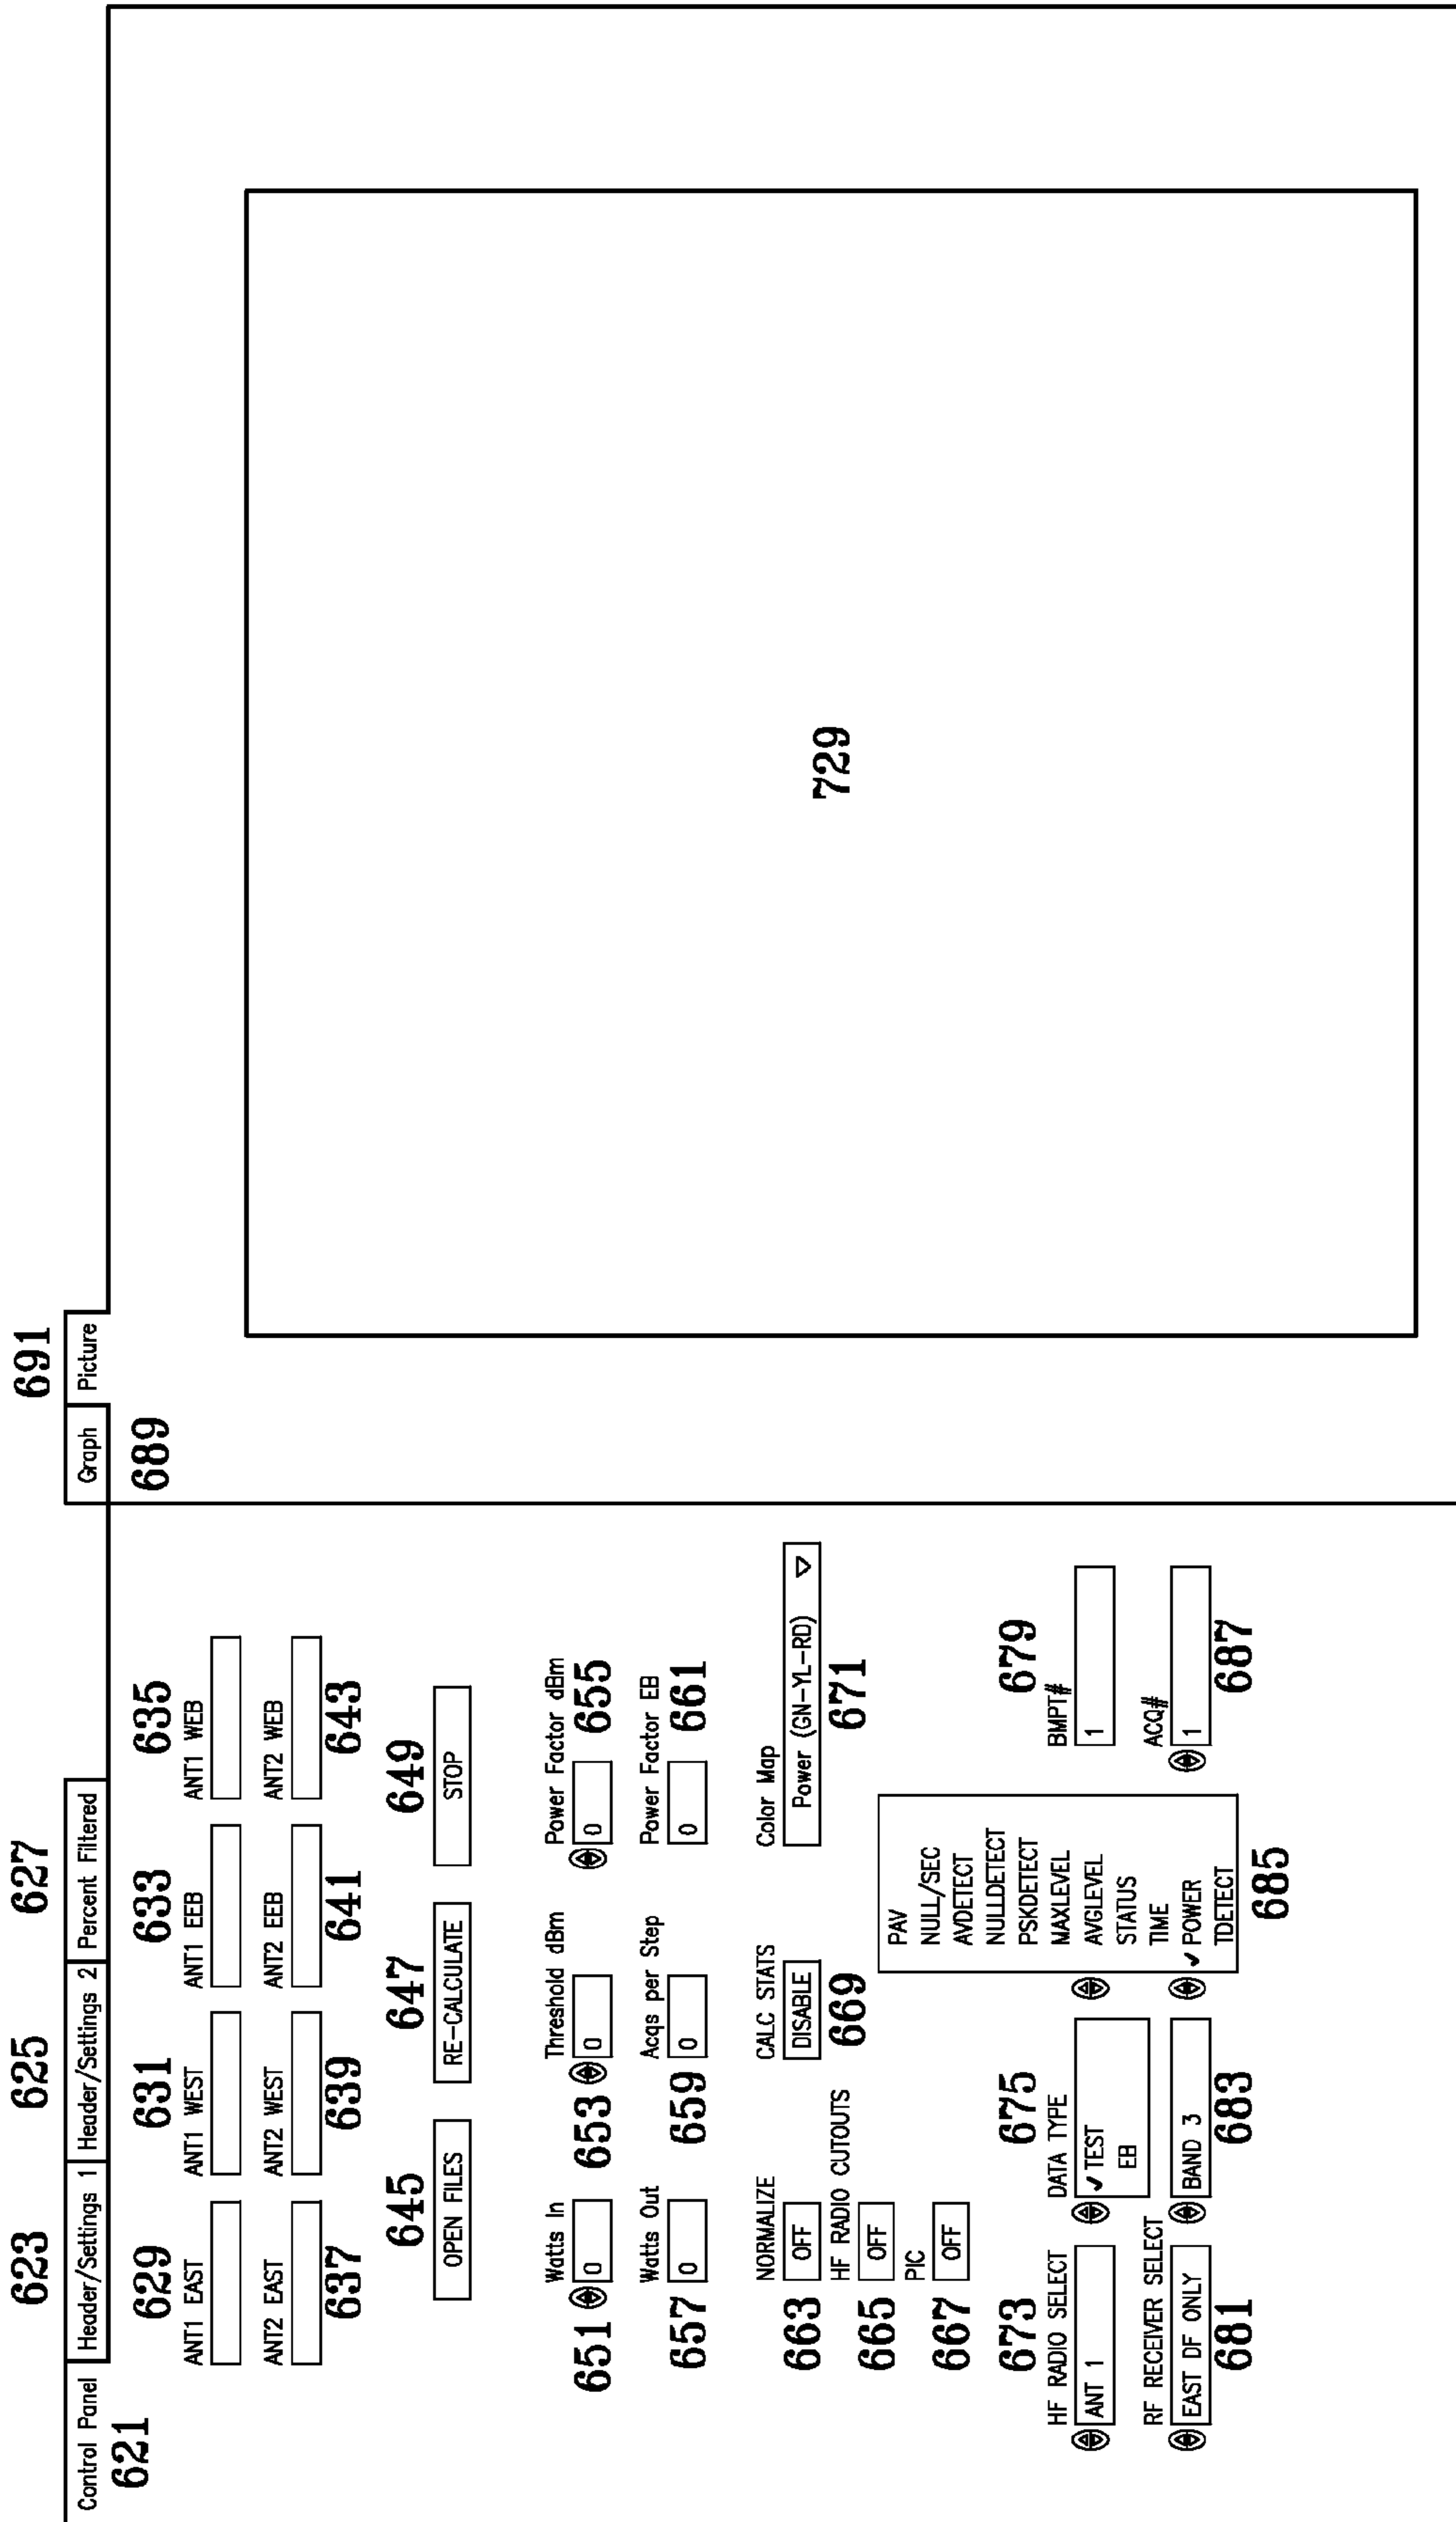 623 625 627 691
Control Panel Header/Settings 1 Header/Settings 2 Percent Filtered Graph Picture
621 689
629 631 633 635
ANT1 EAST ANT1 WEST ANT1 EEB ANT1 WEB
ANT2 EAST ANT2 WEST ANT2 EEB ANT2 WEB
637 639 641 643
645 647 649
OPEN FILES RE-CALCULATE STOP
Watts In Threshold dBm Power Factor dBm
651 0 653 0 0 655
Watts Out Acqs per Step Power Factor EB
657 0 659 0 0 661
NORMALIZE CALC STATS Color Map
663 OFF DISABLE Power (GN-YL-RD)
HF RADIO CUTOUTS 669 671
665 OFF
PIC
667 OFF
673 675 679
HF RADIO SELECT DATA TYPE BMPT#
ANT 1 ✓TEST 1
EB
RF RECEIVER SELECT ACQ#
EAST DF ONLY BAND 3 1
681 683 687
PAV
NULL/SEC
AVDETECT
NULLDETECT
PSKDETECT
MAXLEVEL
AVGLEVEL
STATUS
TIME
✓POWER
TDETECT
685
729